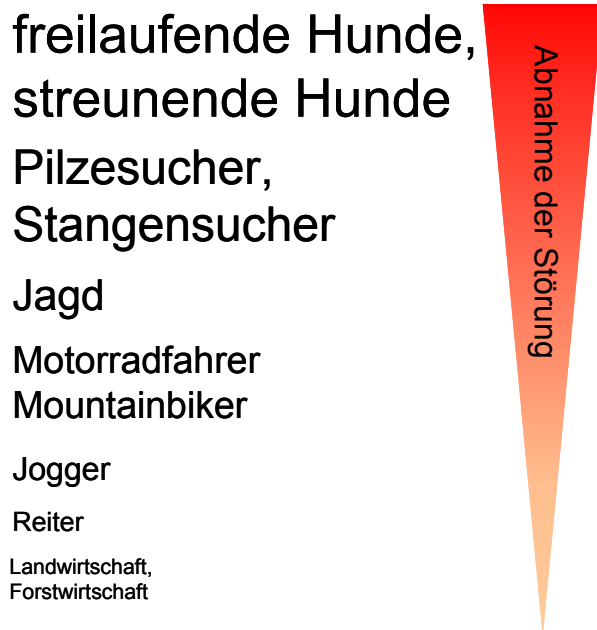 freilaufende Hunde,
streunende Hunde
Pilzesucher,
Stangensucher
Jagd
Motorradfahrer
Mountainbiker
Jogger
Reiter
Landwirtschaft,
Forstwirtschaft
Abnahme der Störung